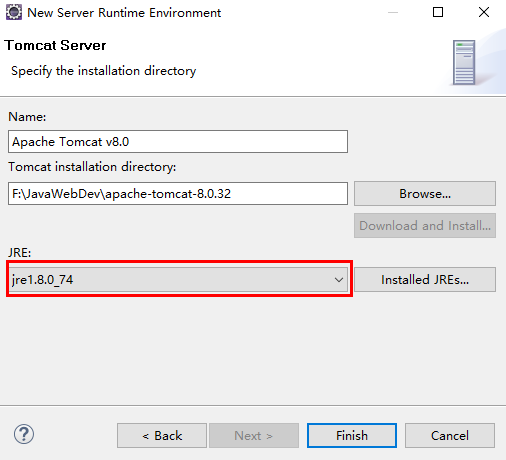 New Server Runtime Environment
Tomcat Server
Specify the installation directory
Name:
Apache Tomcat v8.0
Tomcat installation directory:
F:\JavaWebDev\apache-tomcat-8.0.32
Browse...
Download and Install...
JRE:
jre1.8.0_74
Installed JREs...
?
< Back
Next >
Finish
Cancel